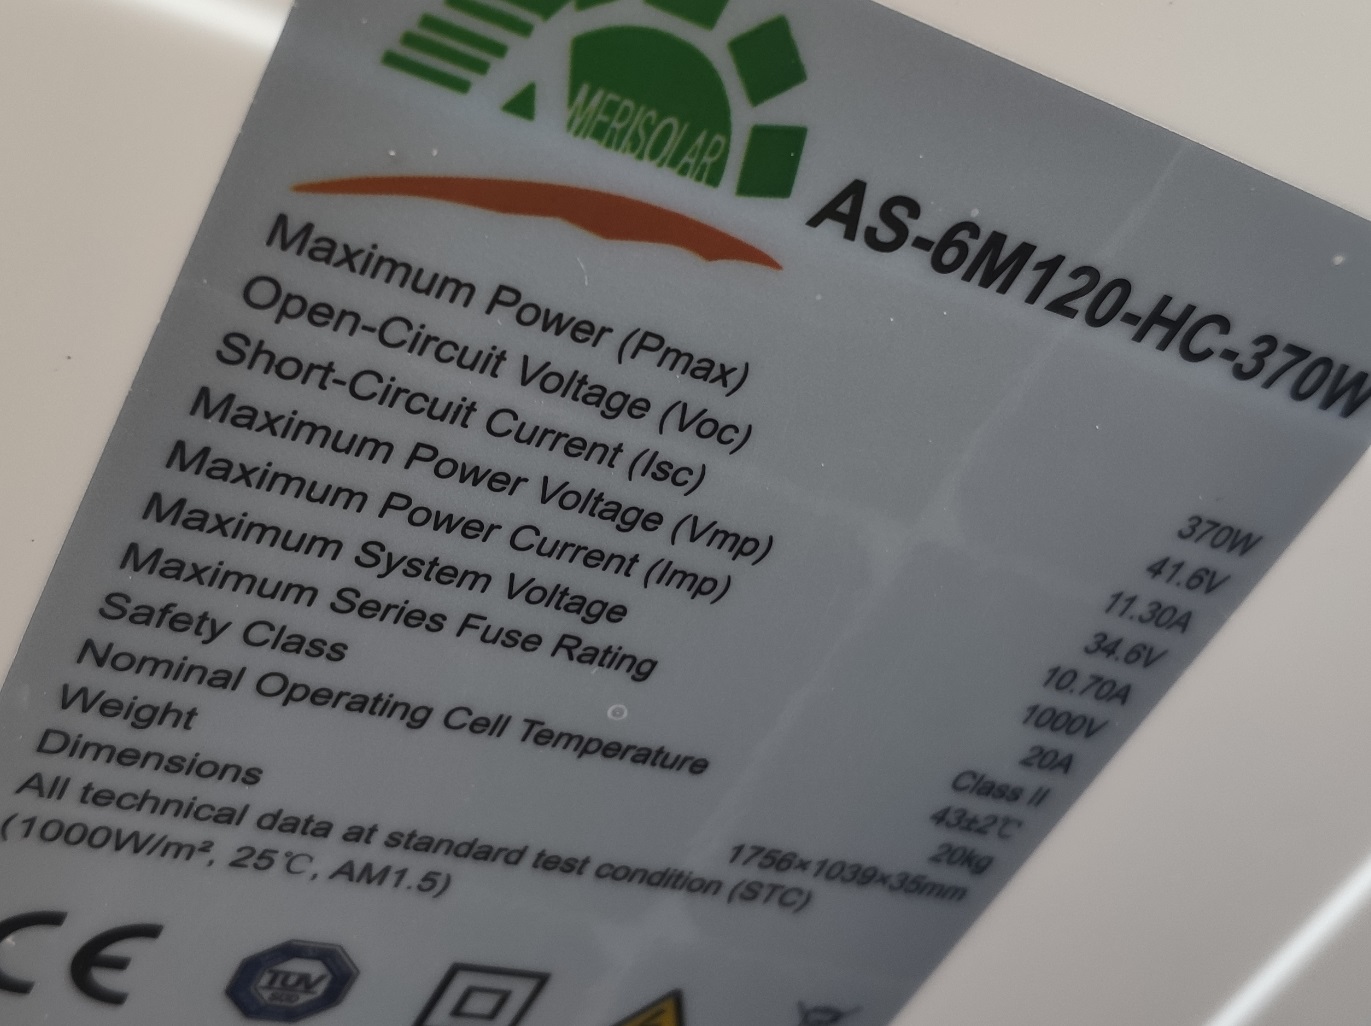 MERISOLAR
AS-6M120-HC-370W
Maximum Power (Pmax) 370W
Open-Circuit Voltage (Voc) 41.6V
Short-Circuit Current (Isc) 11.30A
Maximum Power Voltage (Vmp) 34.6V
Maximum Power Current (Imp) 10.70A
Maximum System Voltage 1000V
Maximum Series Fuse Rating 20A
Safety Class Class II
Nominal Operating Cell Temperature 43±2℃
Weight 20kg
Dimensions 1756×1039×35mm
All technical data at standard test condition (STC)
(1000W/m², 25℃, AM1.5)
CE
TÜV
SÜD